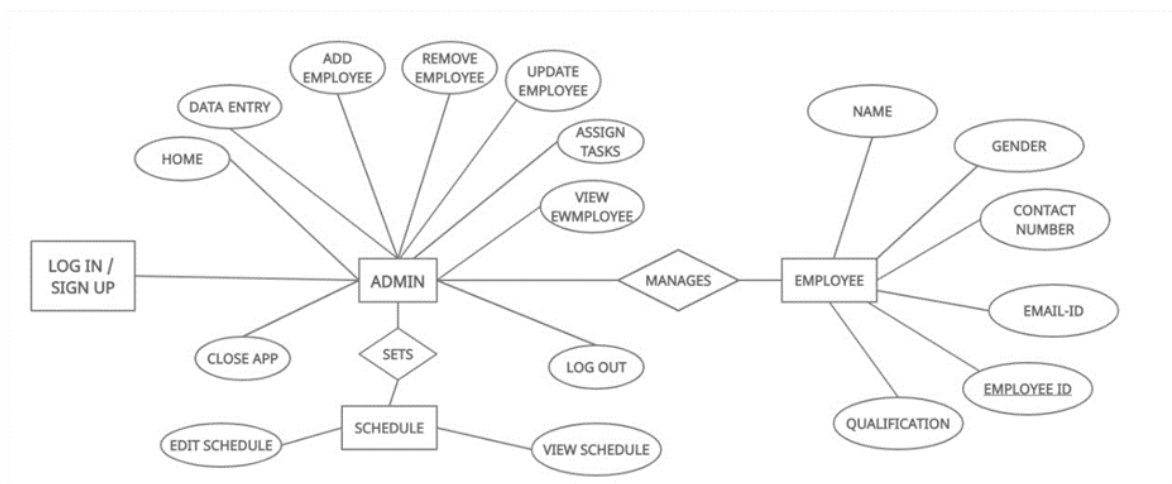 ADD
EMPLOYEE
REMOVE
EMPLOYEE
UPDATE
EMPLOYEE
DATA ENTRY
NAME
ASSIGN
TASKS
HOME
GENDER
VIEW
EWMPLOYEE
CONTACT
NUMBER
LOG IN /
SIGN UP
ADMIN
MANAGES
EMPLOYEE
EMAIL-ID
CLOSE APP
SETS
LOG OUT
EMPLOYEE ID
SCHEDULE
QUALIFICATION
EDIT SCHEDULE
VIEW SCHEDULE